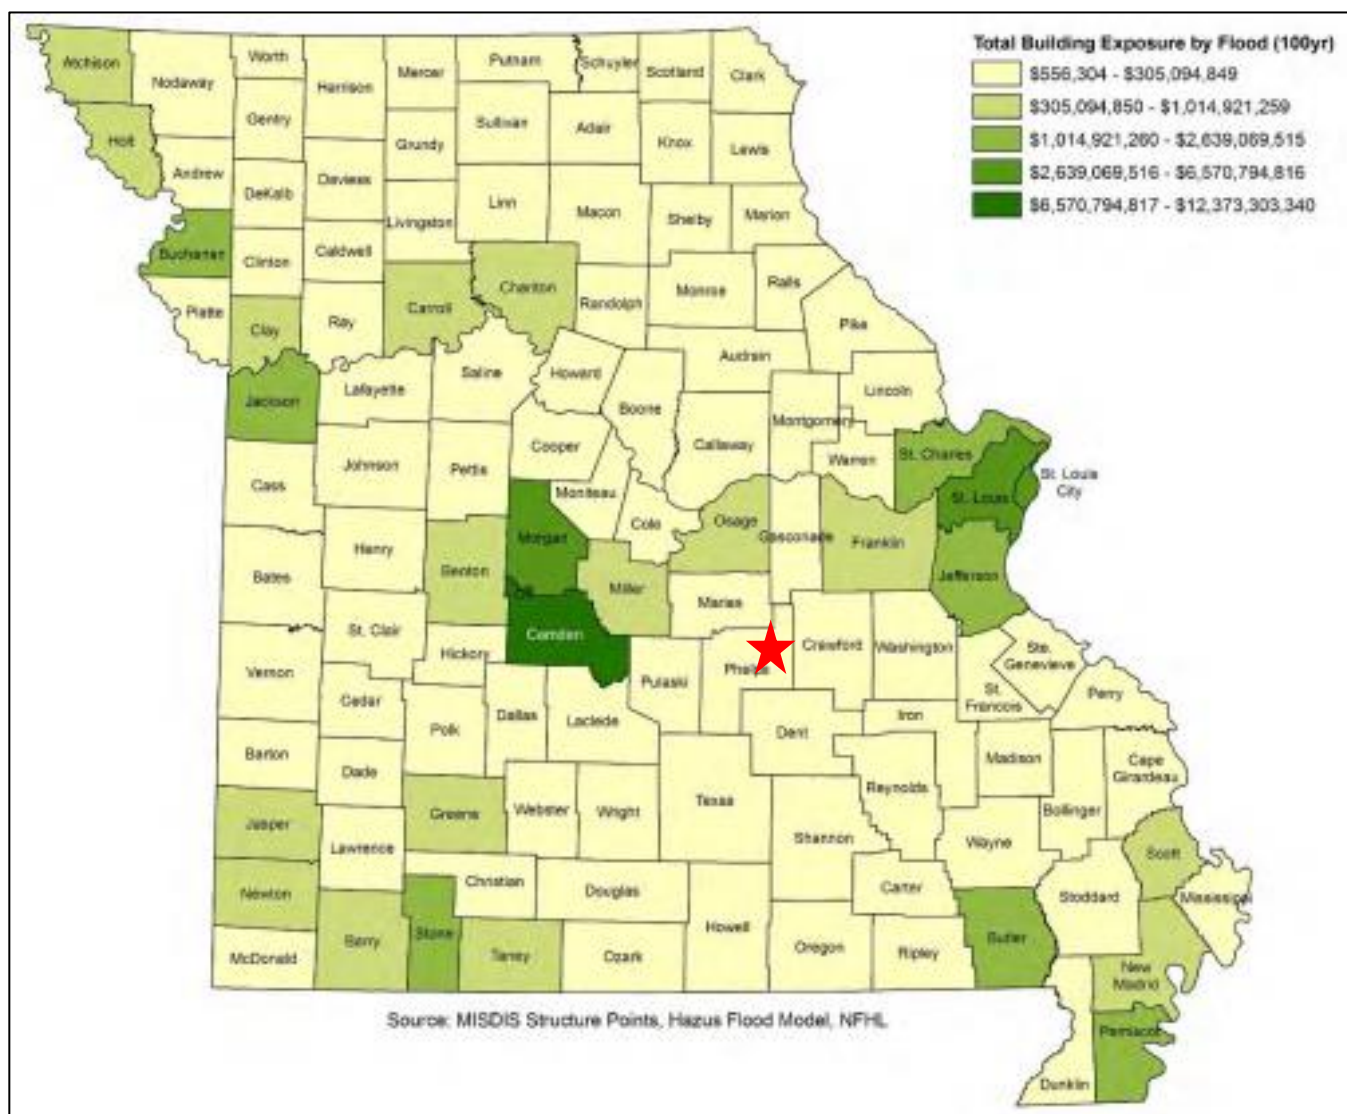 Total Building Exposure by Flood (100yr)
$556,304 - $305,094,849
$305,094,850 - $1,014,921,259
$1,014,921,260 - $2,639,069,515
$2,639,069,516 - $6,570,794,816
$6,570,794,817 - $12,373,303,340
Atchison
Nodaway
Worth
Harrison
Mercer
Putnam
Schuyler
Scotland
Clark
Holt
Gentry
Grundy
Sullivan
Adair
Knox
Lewis
Andrew
DeKalb
Daviess
Livingston
Linn
Macon
Shelby
Marion
Buchanan
Clinton
Caldwell
Platte
Clay
Ray
Carroll
Chariton
Randolph
Monroe
Ralls
Pike
Audrain
Jackson
Lafayette
Saline
Howard
Boone
Callaway
Montgomery
Lincoln
Warren
St. Charles
St. Louis
St. Louis
City
Cass
Johnson
Pettis
Cooper
Moniteau
Cole
Osage
Gasconade
Franklin
Jefferson
Bates
Henry
Benton
Morgan
Miller
Maries
Camden
St. Clair
Hickory
Vernon
Cedar
Polk
Dallas
Laclede
Pulaski
Phelps
Crawford
Washington
Ste.
Genevieve
St.
Francois
Perry
Iron
Dent
Madison
Cape
Girardeau
Bollinger
Barton
Dade
Reynolds
Jasper
Greene
Webster
Wright
Texas
Shannon
Wayne
Scott
Lawrence
Christian
Douglas
Carter
Stoddard
Mississippi
Newton
Barry
Stone
Taney
Ozark
Howell
Oregon
Ripley
Butler
New
Madrid
McDonald
Pemiscot
Dunklin
Source: MISDIS Structure Points, Hazus Flood Model, NFHL